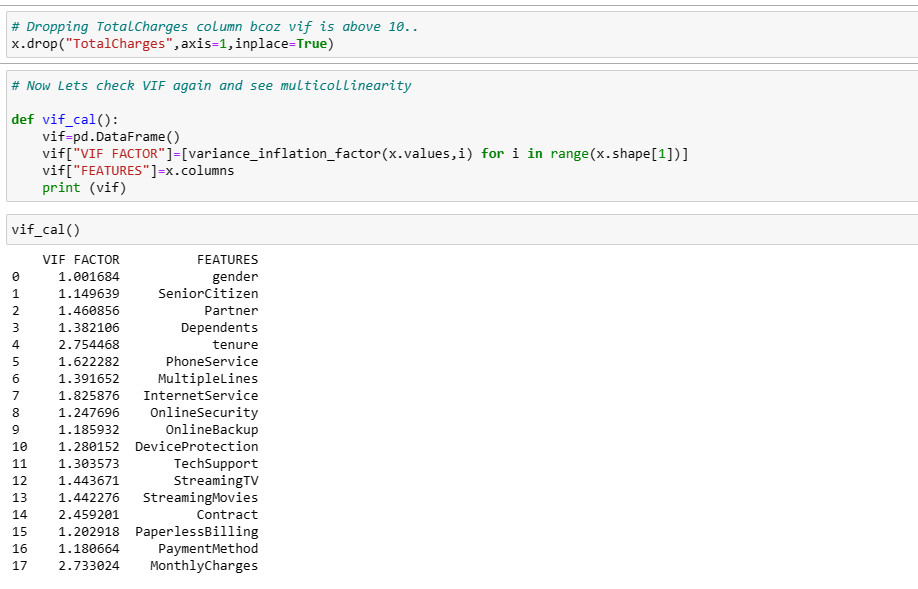 # Dropping TotalCharges column bcoz vif is above 10..
x.drop("TotalCharges",axis=1,inplace=True)
# Now Lets check VIF again and see multicollinearity
def vif_cal():
    vif=pd.DataFrame()
    vif["VIF FACTOR"]=[variance_inflation_factor(x.values,i) for i in range(x.shape[1])]
    vif["FEATURES"]=x.columns
    print (vif)
vif_cal()
    VIF FACTOR          FEATURES
0     1.001684            gender
1     1.149639     SeniorCitizen
2     1.460856           Partner
3     1.382106        Dependents
4     2.754468            tenure
5     1.622282      PhoneService
6     1.391652     MultipleLines
7     1.825876   InternetService
8     1.247696    OnlineSecurity
9     1.185932      OnlineBackup
10    1.280152  DeviceProtection
11    1.303573       TechSupport
12    1.443671       StreamingTV
13    1.442276   StreamingMovies
14    2.459201          Contract
15    1.202918  PaperlessBilling
16    1.180664     PaymentMethod
17    2.733024    MonthlyCharges